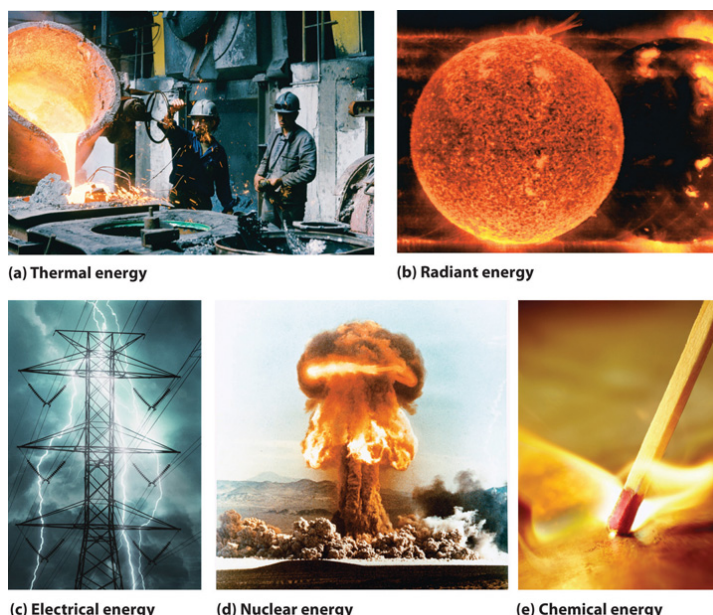 (a) Thermal energy
(b) Radiant energy
(c) Electrical energy
(d) Nuclear energy
(e) Chemical energy